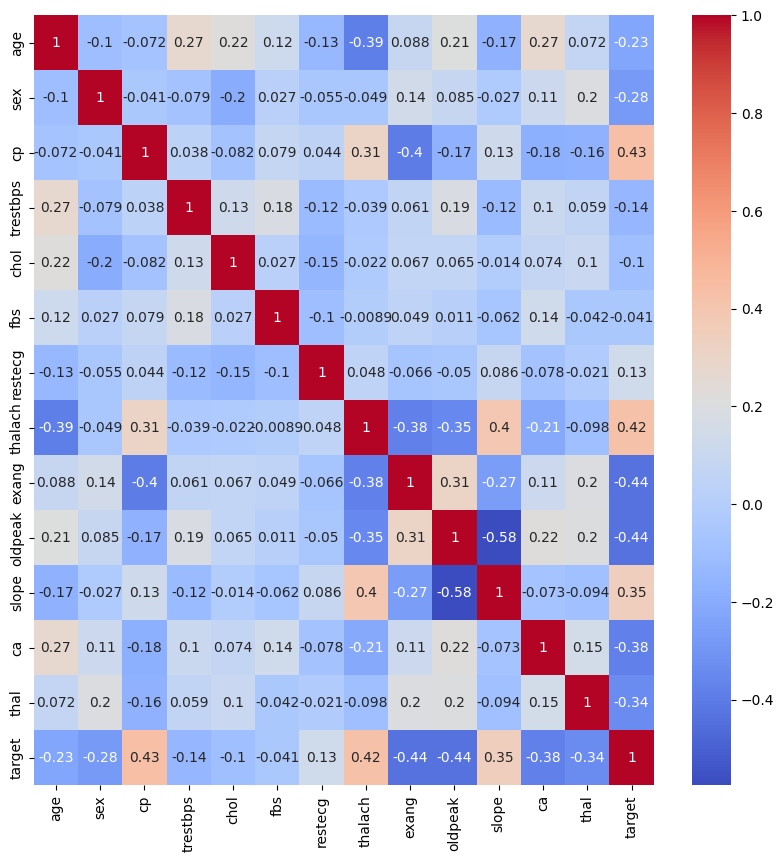 age 1 -0.1 -0.072 0.27 0.22 0.12 -0.13 -0.39 0.088 0.21 -0.17 0.27 0.072 -0.23
sex -0.1 1 -0.041 -0.079 -0.2 0.027 -0.055 -0.049 0.14 0.085 -0.027 0.11 0.2 -0.28
cp -0.072 -0.041 1 0.038 -0.082 0.079 0.044 0.31 -0.4 -0.17 0.13 -0.18 -0.16 0.43
trestbps 0.27 -0.079 0.038 1 0.13 0.18 -0.12 -0.039 0.061 0.19 -0.12 0.1 0.059 -0.14
chol 0.22 -0.2 -0.082 0.13 1 0.027 -0.15 -0.022 0.067 0.065 -0.014 0.074 0.1 -0.1
fbs 0.12 0.027 0.079 0.18 0.027 1 -0.1 -0.0089 0.049 0.011 -0.062 0.14 -0.042 -0.041
restecg -0.13 -0.055 0.044 -0.12 -0.15 -0.1 1 0.048 -0.066 -0.05 0.086 -0.078 -0.021 0.13
thalach -0.39 -0.049 0.31 -0.039 -0.022 -0.0089 0.048 1 -0.38 -0.35 0.4 -0.21 -0.098 0.42
exang 0.088 0.14 -0.4 0.061 0.067 0.049 -0.066 -0.38 1 0.31 -0.27 0.11 0.2 -0.44
oldpeak 0.21 0.085 -0.17 0.19 0.065 0.011 -0.05 -0.35 0.31 1 -0.58 0.22 0.2 -0.44
slope -0.17 -0.027 0.13 -0.12 -0.014 -0.062 0.086 0.4 -0.27 -0.58 1 -0.073 -0.094 0.35
ca 0.27 0.11 -0.18 0.1 0.074 0.14 -0.078 -0.21 0.11 0.22 -0.073 1 0.15 -0.38
thal 0.072 0.2 -0.16 0.059 0.1 -0.042 -0.021 -0.098 0.2 0.2 -0.094 0.15 1 -0.34
target -0.23 -0.28 0.43 -0.14 -0.1 -0.041 0.13 0.42 -0.44 -0.44 0.35 -0.38 -0.34 1
age sex cp trestbps chol fbs restecg thalach exang oldpeak slope ca thal target
1.0
0.8
0.6
0.4
0.2
0.0
−0.2
−0.4